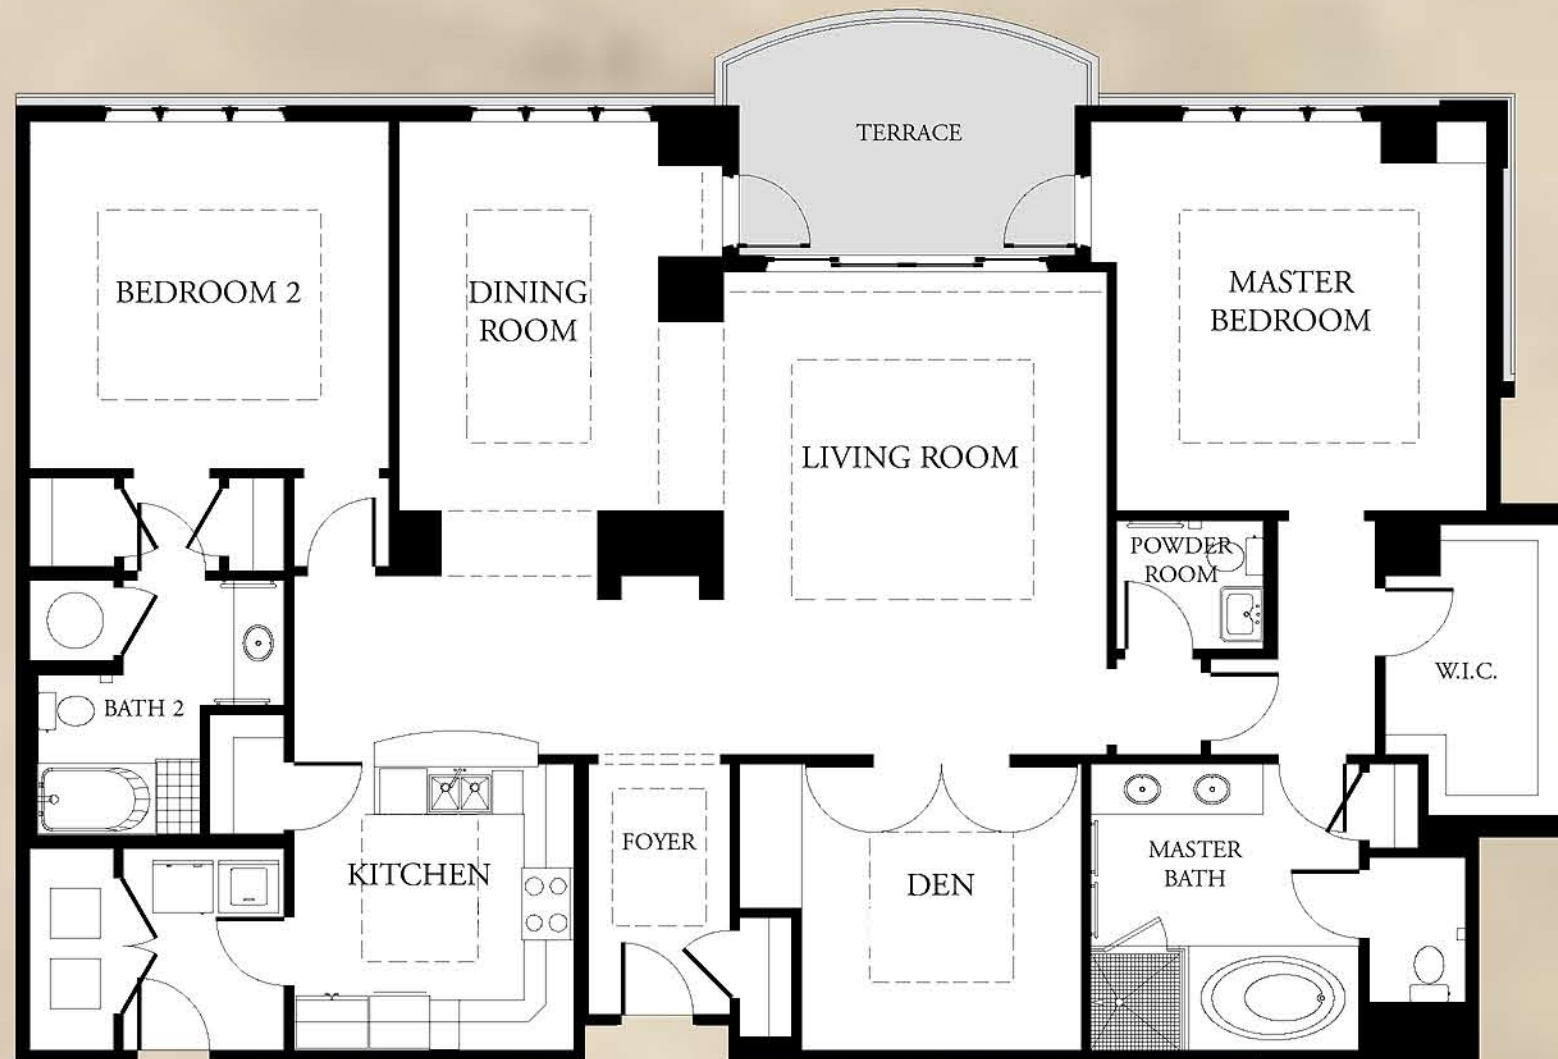 TERRACE
BEDROOM 2
DINING
ROOM
MASTER
BEDROOM
LIVING ROOM
POWDER
ROOM
W.I.C.
BATH 2
KITCHEN
FOYER
DEN
MASTER
BATH